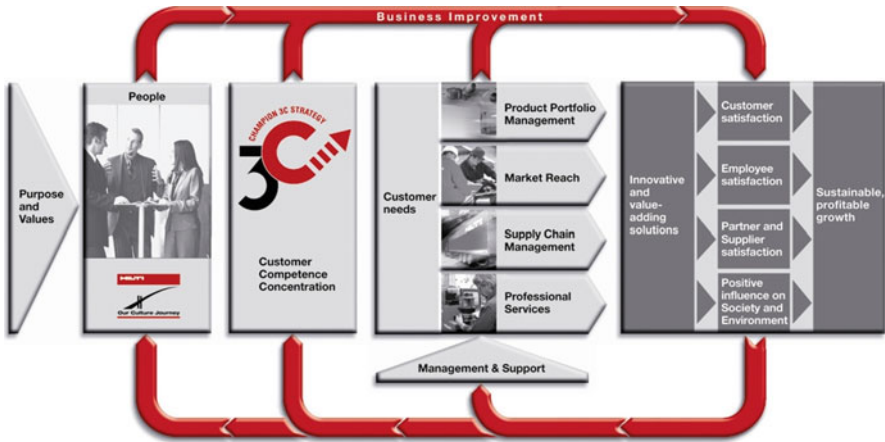 Business Improvement
Purpose
and
Values
People
HILTI
Our Culture Journey
CHAMPION 3C STRATEGY
3C
Customer
Competence
Concentration
Customer
needs
Product Portfolio
Management
Market Reach
Supply Chain
Management
Professional
Services
Management & Support
Innovative
and
value-
adding
solutions
Customer
satisfaction
Employee
satisfaction
Partner and
Supplier
satisfaction
Positive
influence on
Society and
Environment
Sustainable,
profitable
growth